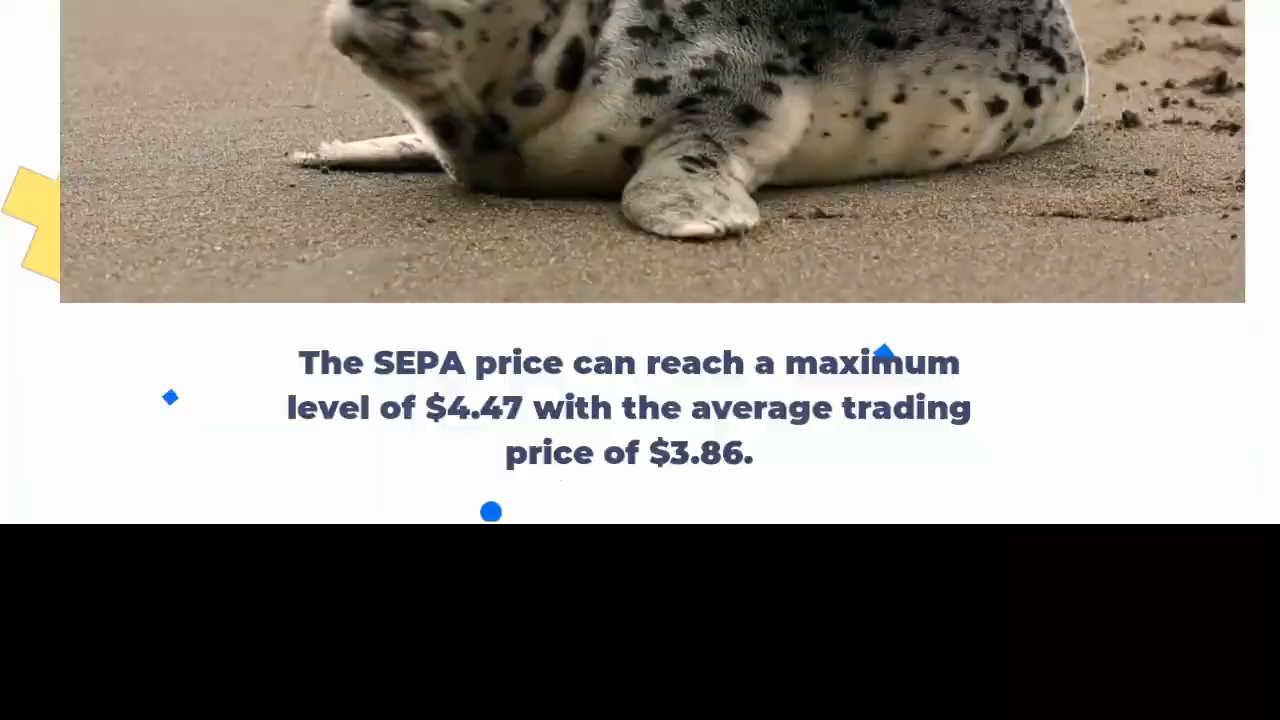 The SEPA price can reach a maximum
level of $4.47 with the average trading
price of $3.86.